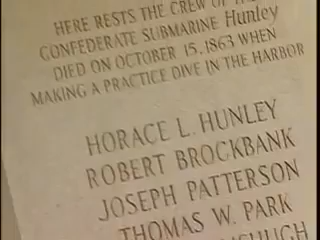 HERE RESTS THE CREW OF THE
CONFEDERATE SUBMARINE Hunley
DIED ON OCTOBER 15, 1863 WHEN
MAKING A PRACTICE DIVE IN THE HARBOR
HORACE L. HUNLEY
ROBERT BROCKBANK
JOSEPH PATTERSON
THOMAS W. PARK